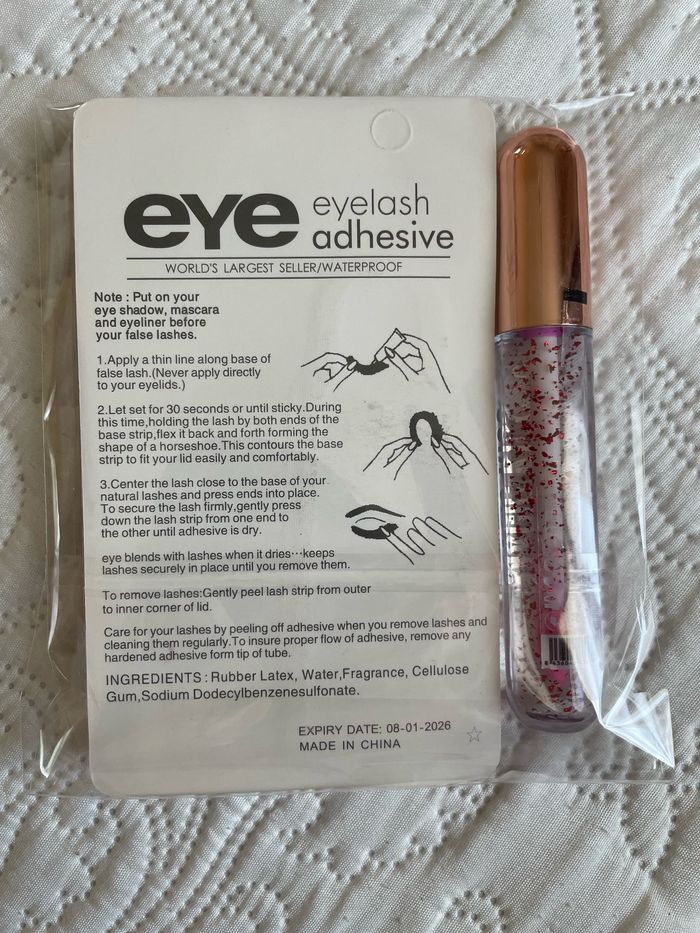 eye eyelash
adhesive
WORLD'S LARGEST SELLER/WATERPROOF
Note : Put on your
eye shadow, mascara
and eyeliner before
your false lashes.
1.Apply a thin line along base of
false lash.(Never apply directly
to your eyelids.)
2.Let set for 30 seconds or until sticky.During
this time,holding the lash by both ends of the
base strip,flex it back and forth forming the
shape of a horseshoe.This contours the base
strip to fit your lid easily and comfortably.
3.Center the lash close to the base of your
natural lashes and press ends into place.
To secure the lash firmly,gently press
down the lash strip from one end to
the other until adhesive is dry.
eye blends with lashes when it dries···keeps
lashes securely in place until you remove them.
To remove lashes:Gently peel lash strip from outer
to inner corner of lid.
Care for your lashes by peeling off adhesive when you remove lashes and
cleaning them regularly.To insure proper flow of adhesive, remove any
hardened adhesive form tip of tube.
INGREDIENTS : Rubber Latex, Water,Fragrance, Cellulose
Gum,Sodium Dodecylbenzenesulfonate.
EXPIRY DATE: 08-01-2026
MADE IN CHINA